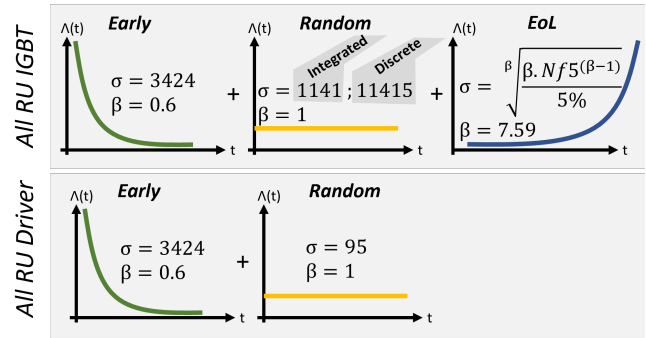 All RU IGBT
Early
Λ(t)
σ = 3424
β = 0.6
t
+
Random
Λ(t)
Integrated
Discrete
σ = 1141 ; 11415
β = 1
t
+
EoL
Λ(t)
σ = β√(β. Nf5^(β−1) / 5%)
β = 7.59
t
All RU Driver
Early
Λ(t)
σ = 3424
β = 0.6
t
+
Random
Λ(t)
σ = 95
β = 1
t